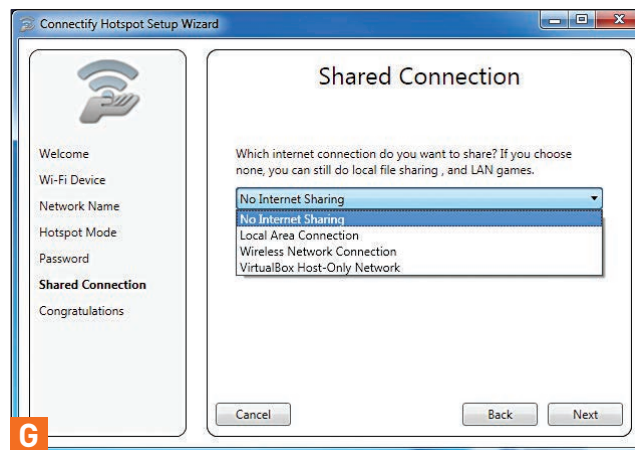 Connectify Hotspot Setup Wizard
Welcome
Wi-Fi Device
Network Name
Hotspot Mode
Password
Shared Connection
Congratulations
Shared Connection
Which internet connection do you want to share? If you choose
none, you can still do local file sharing , and LAN games.
No Internet Sharing
No Internet Sharing
Local Area Connection
Wireless Network Connection
VirtualBox Host-Only Network
Cancel
Back
Next
G